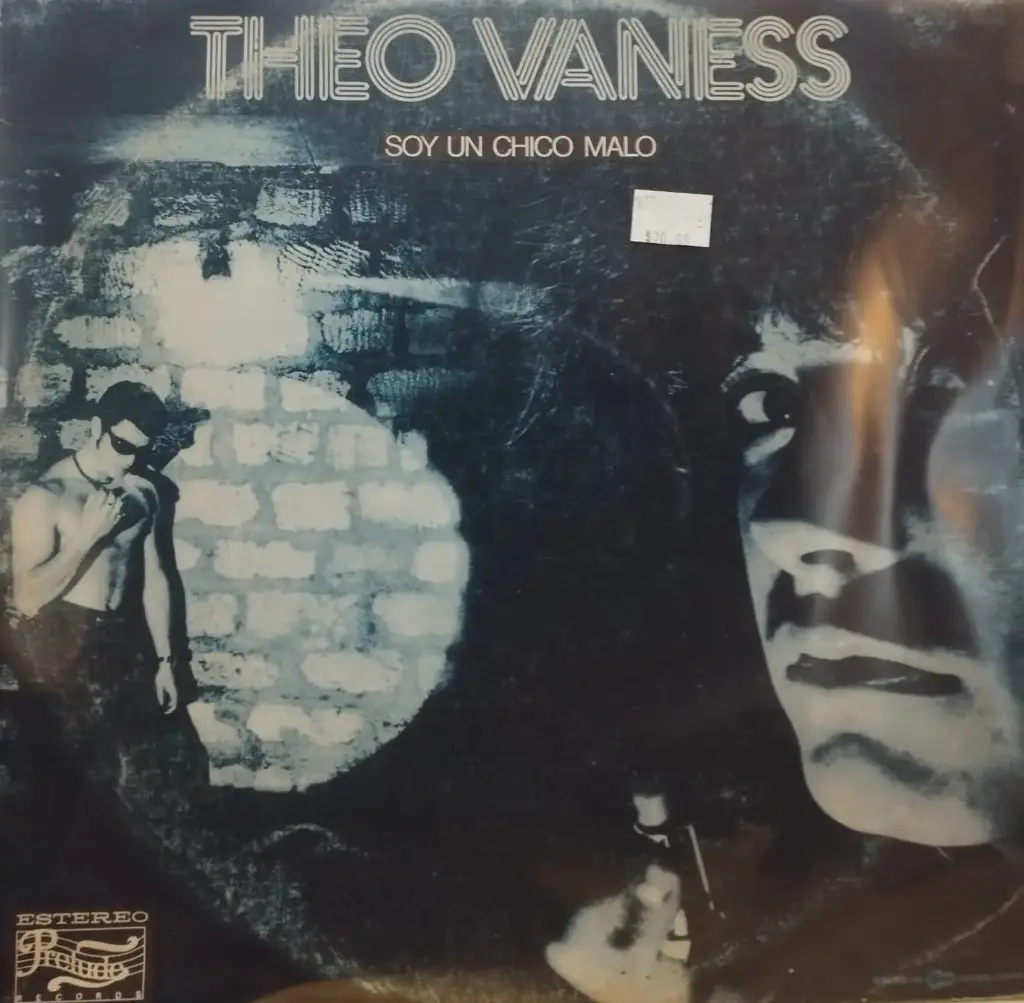 THEO VANESS
SOY UN CHICO MALO
ESTEREO
Prelude
RECORDS